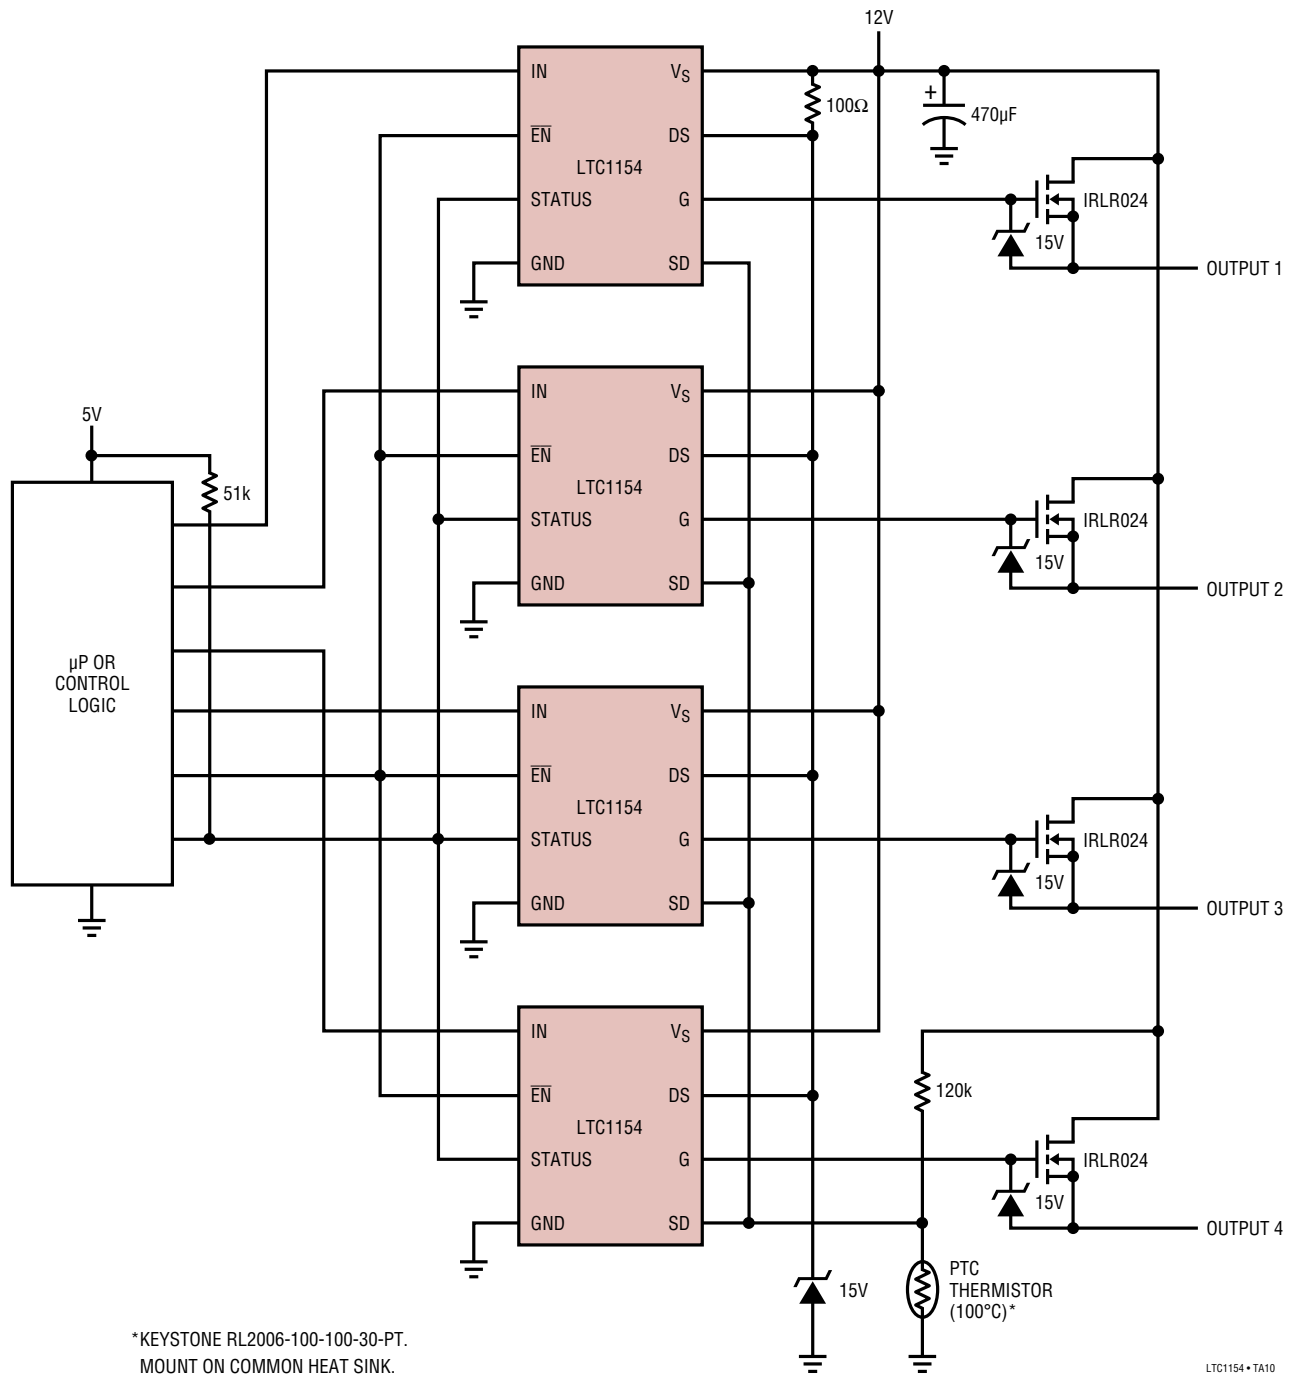 12V
IN
VS
100Ω
+
470µF
EN
DS
LTC1154
IRLR024
STATUS
G
15V
GND
SD
OUTPUT 1
IN
VS
5V
EN
DS
LTC1154
51k
STATUS
G
IRLR024
15V
GND
SD
OUTPUT 2
µP OR
CONTROL
LOGIC
IN
VS
EN
DS
LTC1154
STATUS
G
IRLR024
15V
GND
SD
OUTPUT 3
IN
VS
EN
DS
120k
LTC1154
STATUS
G
IRLR024
15V
GND
SD
OUTPUT 4
15V
PTC
THERMISTOR
(100°C)*
*KEYSTONE RL2006-100-100-30-PT.
MOUNT ON COMMON HEAT SINK.
LTC1154 • TA10